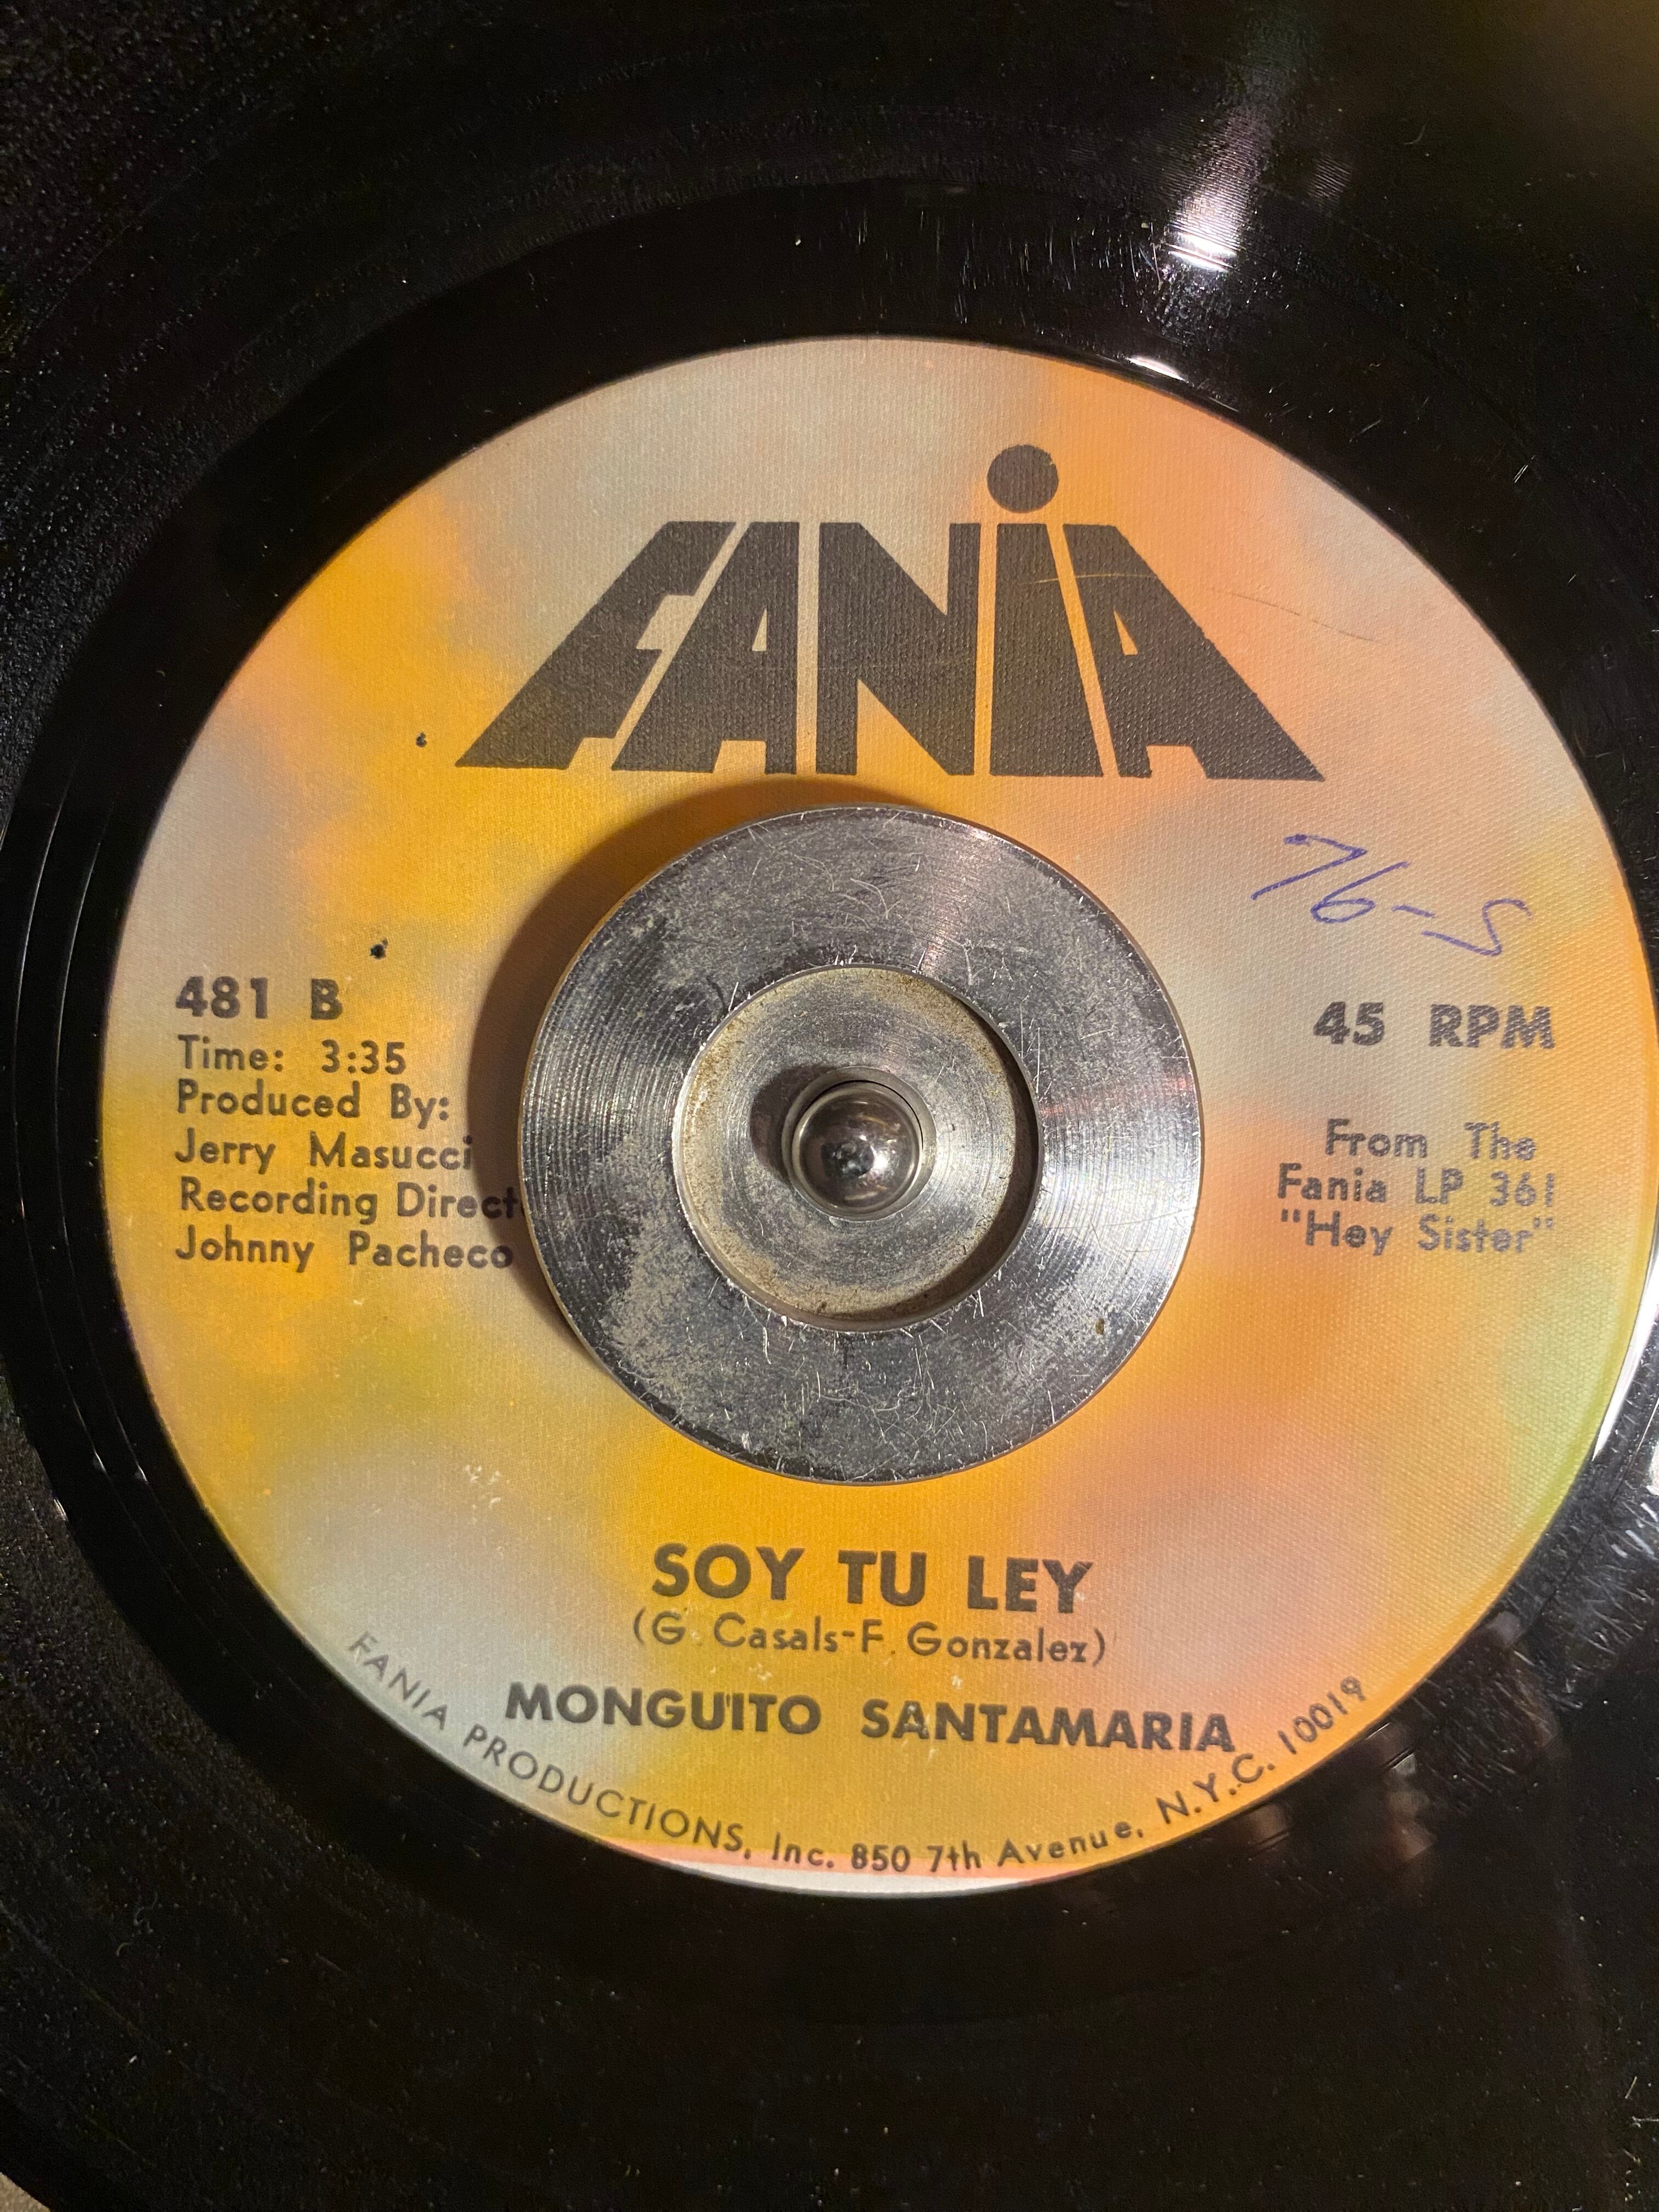 FANiA
76-5
481 B
Time: 3:35
Produced By:
Jerry Masucci
Recording Direct
Johnny Pacheco
45 RPM
From The
Fania LP 361
"Hey Sister"
SOY TU LEY
(G. Casals-F. Gonzalez)
MONGUITO SANTAMARIA
FANIA PRODUCTIONS, Inc. 850 7th Avenue, N.Y.C. 10019